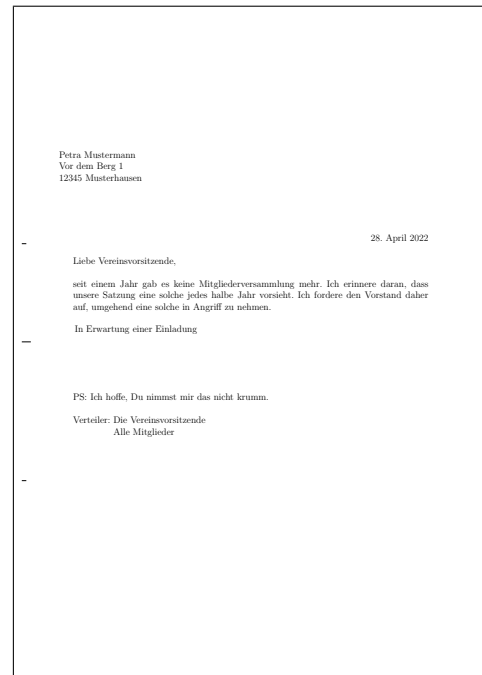 Petra Mustermann
Vor dem Berg 1
12345 Musterhausen
28. April 2022
Liebe Vereinsvorsitzende,
seit einem Jahr gab es keine Mitgliederversammlung mehr. Ich erinnere daran, dass
unsere Satzung eine solche jedes halbe Jahr vorsieht. Ich fordere den Vorstand daher
auf, umgehend eine solche in Angriff zu nehmen.
In Erwartung einer Einladung
PS: Ich hoffe, Du nimmst mir das nicht krumm.
Verteiler: Die Vereinsvorsitzende
Alle Mitglieder